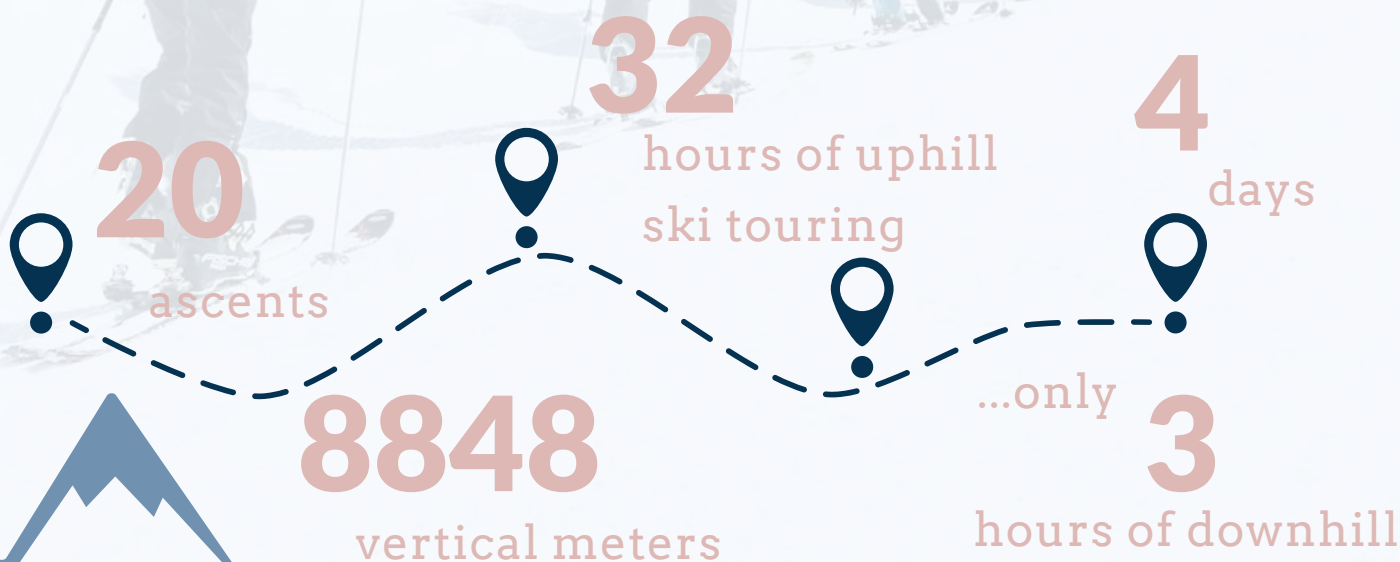 20
ascents
32
hours of uphill
ski touring
4
days
8848
vertical meters
...only
3
hours of downhill